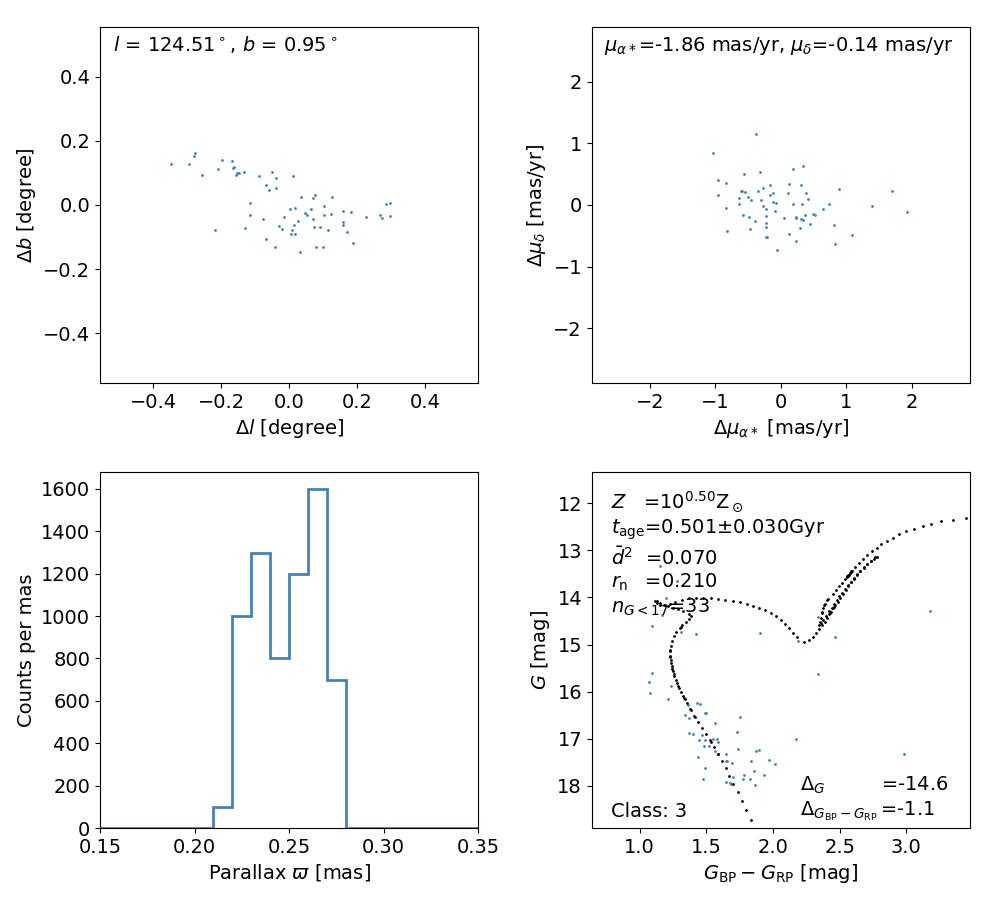 l = 124.51°, b = 0.95°
0.4
0.2
0.0
−0.2
−0.4
Δb [degree]
−0.4 −0.2 0.0 0.2 0.4
Δl [degree]
μα∗=-1.86 mas/yr, μδ=-0.14 mas/yr
2
1
0
−1
−2
Δμδ [mas/yr]
−2 −1 0 1 2
Δμα∗ [mas/yr]
1600
1400
1200
1000
800
600
400
200
0
Counts per mas
0.15 0.20 0.25 0.30 0.35
Parallax ϖ [mas]
Z =10^0.50 Z⊙
tage=0.501±0.030Gyr
d̄² =0.070
rn =0.210
nG<17=33
12
13
14
15
16
17
18
G [mag]
ΔG =-14.6
ΔGBP−GRP =-1.1
Class: 3
1.0 1.5 2.0 2.5 3.0
GBP − GRP [mag]